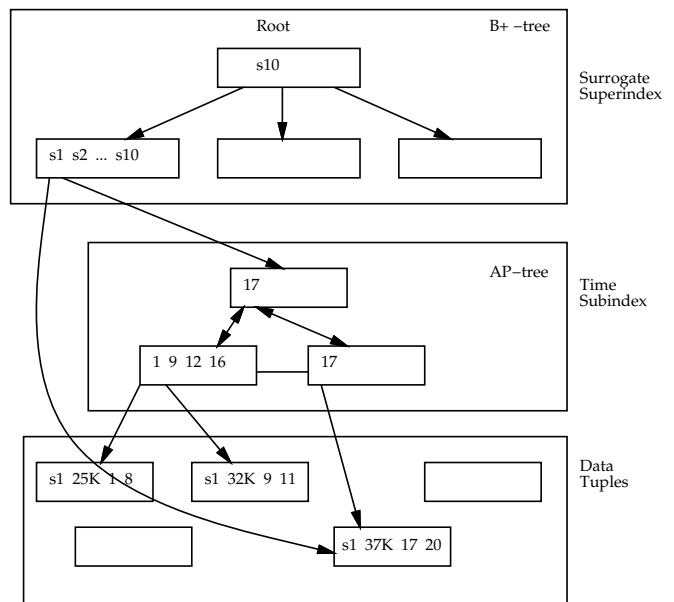 Root
B+ −tree
s10
Surrogate
Superindex
s1 s2 ... s10
AP−tree
17
Time
Subindex
1 9 12 16
17
Data
Tuples
s1 25K 1 8
s1 32K 9 11
s1 37K 17 20